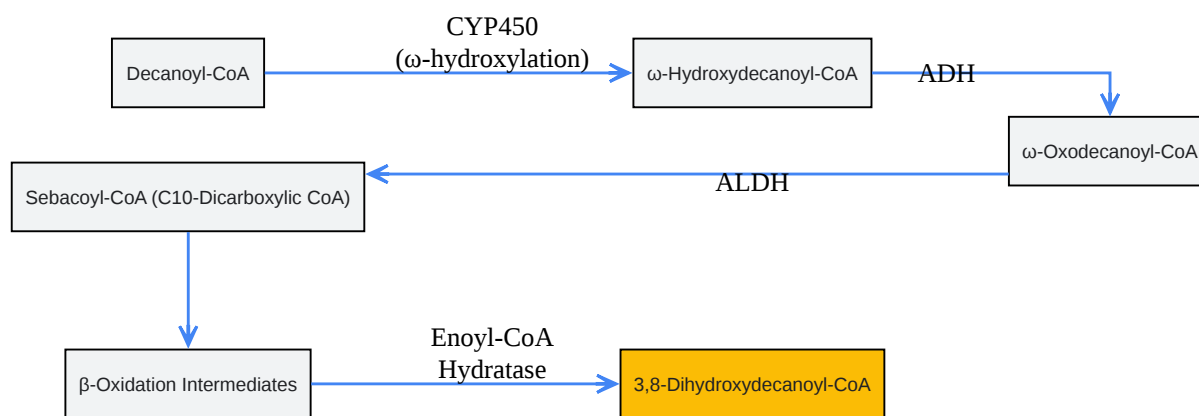 CYP450
(ω-hydroxylation)
Decanoyl-CoA
ω-Hydroxydecanoyl-CoA
ADH
ω-Oxodecanoyl-CoA
ALDH
Sebacoyl-CoA (C10-Dicarboxylic CoA)
Enoyl-CoA
Hydratase
β-Oxidation Intermediates
3,8-Dihydroxydecanoyl-CoA